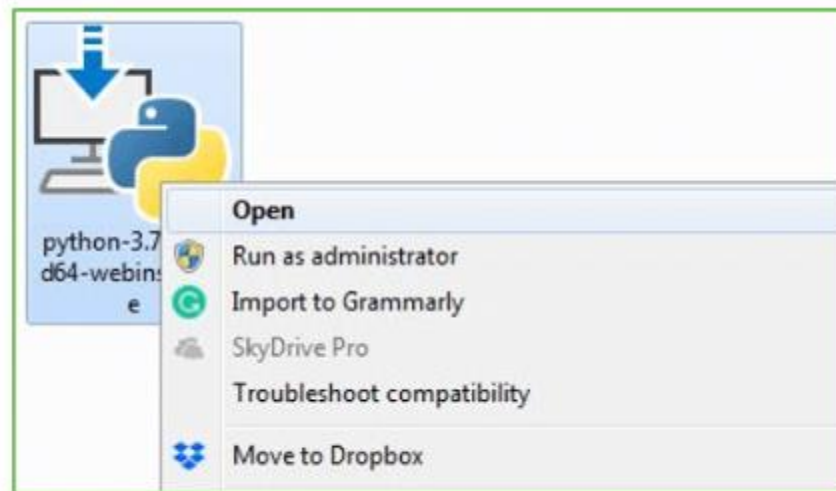 python-3.7
d64-webins
e
Open
Run as administrator
Import to Grammarly
SkyDrive Pro
Troubleshoot compatibility
Move to Dropbox